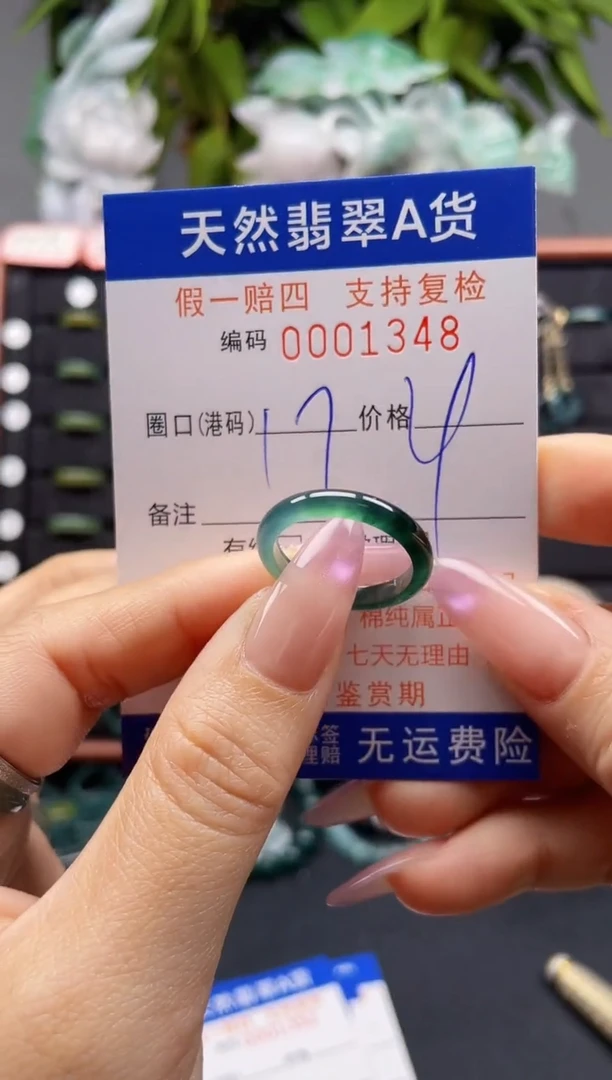 天然翡翠A货
假一赔四 支持复检
编码 0001348
圈口(港码) 17 价格 4
备注
棉纯属正
七天无理由
鉴赏期
无运费险